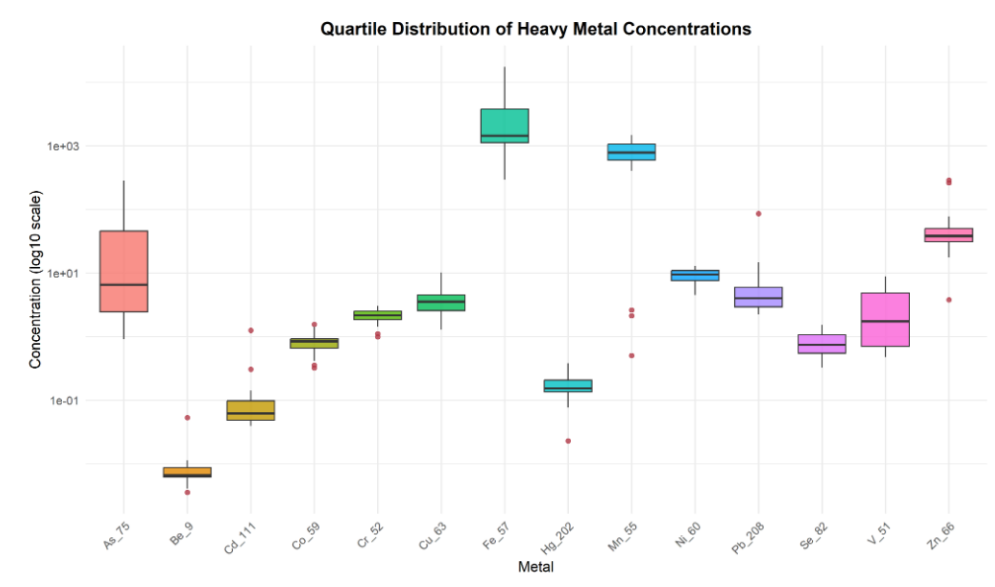 Quartile Distribution of Heavy Metal Concentrations
Concentration (log10 scale)
1e+03
1e+01
1e-01
As_75
Be_9
Cd_111
Co_59
Cr_52
Cu_63
Fe_57
Hg_202
Mn_55
Ni_60
Pb_208
Se_82
V_51
Zn_66
Metal